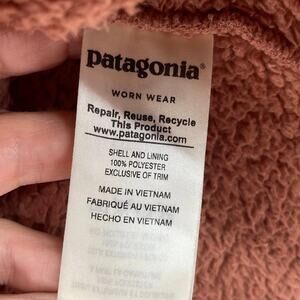 patagonia®
WORN WEAR
Repair, Reuse, Recycle
This Product
www.patagonia.com
SHELL AND LINING
100% POLYESTER
EXCLUSIVE OF TRIM
MADE IN VIETNAM
FABRIQUÉ AU VIETNAM
HECHO EN VIETNAM